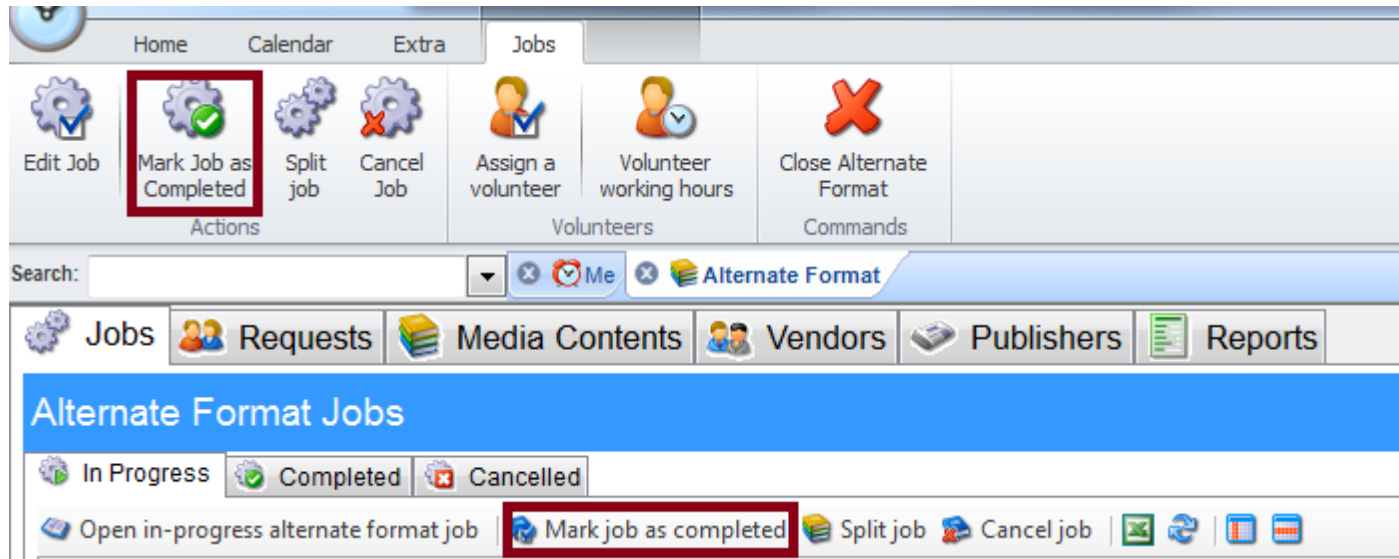 Home Calendar Extra Jobs
Edit Job Mark Job as Split Cancel Assign a Volunteer Close Alternate
Completed job Job volunteer working hours Format
Actions Volunteers Commands
Search: Me Alternate Format
Jobs Requests Media Contents Vendors Publishers Reports
Alternate Format Jobs
In Progress Completed Cancelled
Open in-progress alternate format job Mark job as completed Split job Cancel job